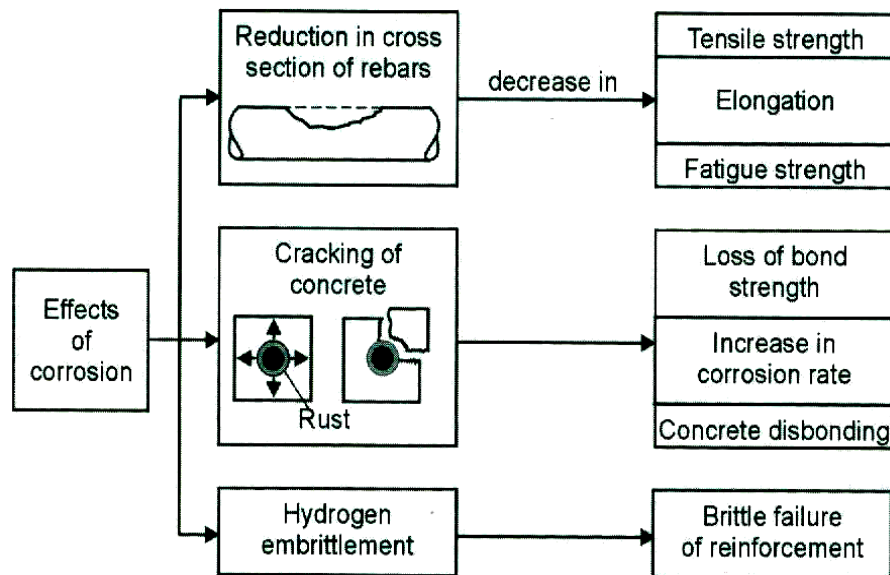 Effects
of
corrosion
Reduction in cross
section of rebars
decrease in
Tensile strength
Elongation
Fatigue strength
Cracking of
concrete
Rust
Loss of bond
strength
Increase in
corrosion rate
Concrete disbonding
Hydrogen
embrittlement
Brittle failure
of reinforcement